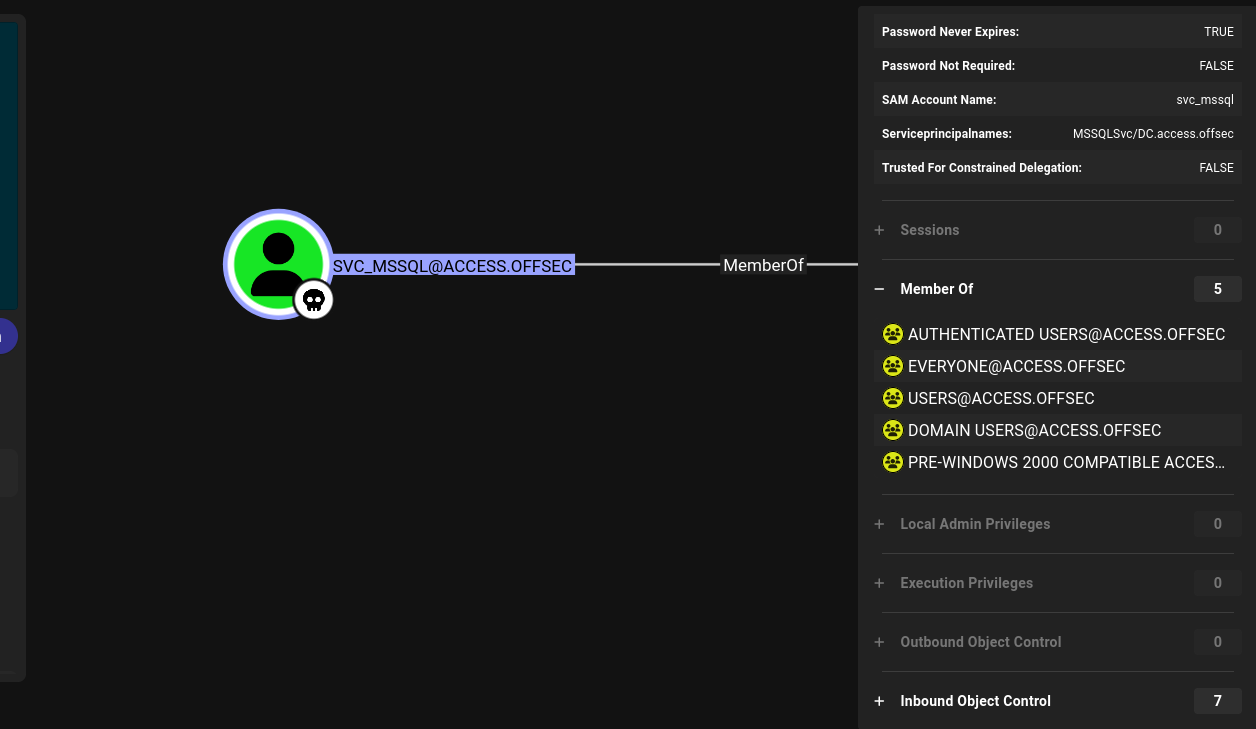 SVC_MSSQL@ACCESS.OFFSEC
MemberOf
Password Never Expires: TRUE
Password Not Required: FALSE
SAM Account Name: svc_mssql
Serviceprincipalnames: MSSQLSvc/DC.access.offsec
Trusted For Constrained Delegation: FALSE
+ Sessions 0
− Member Of 5
AUTHENTICATED USERS@ACCESS.OFFSEC
EVERYONE@ACCESS.OFFSEC
USERS@ACCESS.OFFSEC
DOMAIN USERS@ACCESS.OFFSEC
PRE-WINDOWS 2000 COMPATIBLE ACCES…
+ Local Admin Privileges 0
+ Execution Privileges 0
+ Outbound Object Control 0
+ Inbound Object Control 7